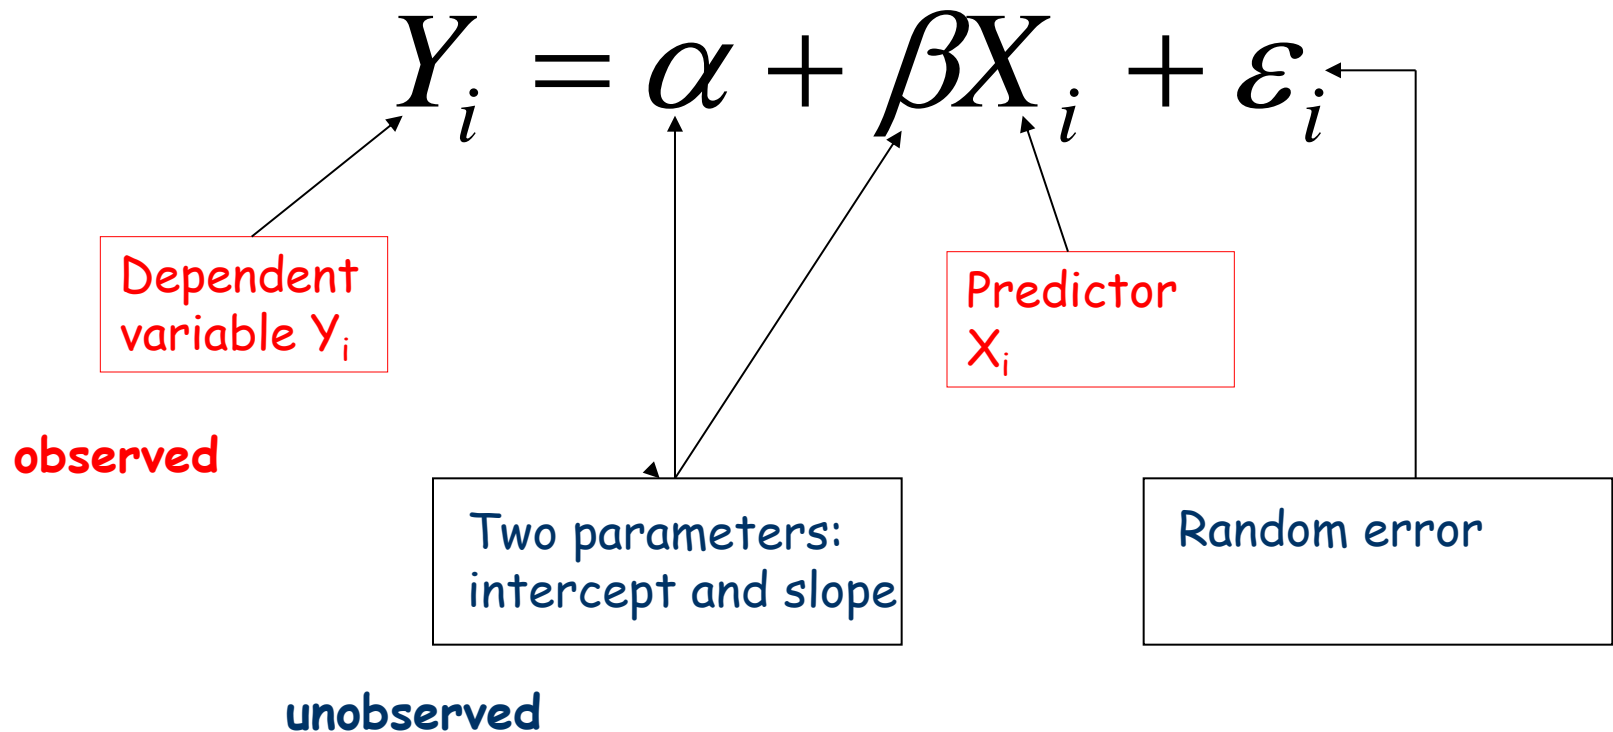 Yᵢ = α + βXᵢ + εᵢ
Dependent
variable Yᵢ
Predictor
Xᵢ
observed
Two parameters:
intercept and slope
Random error
unobserved